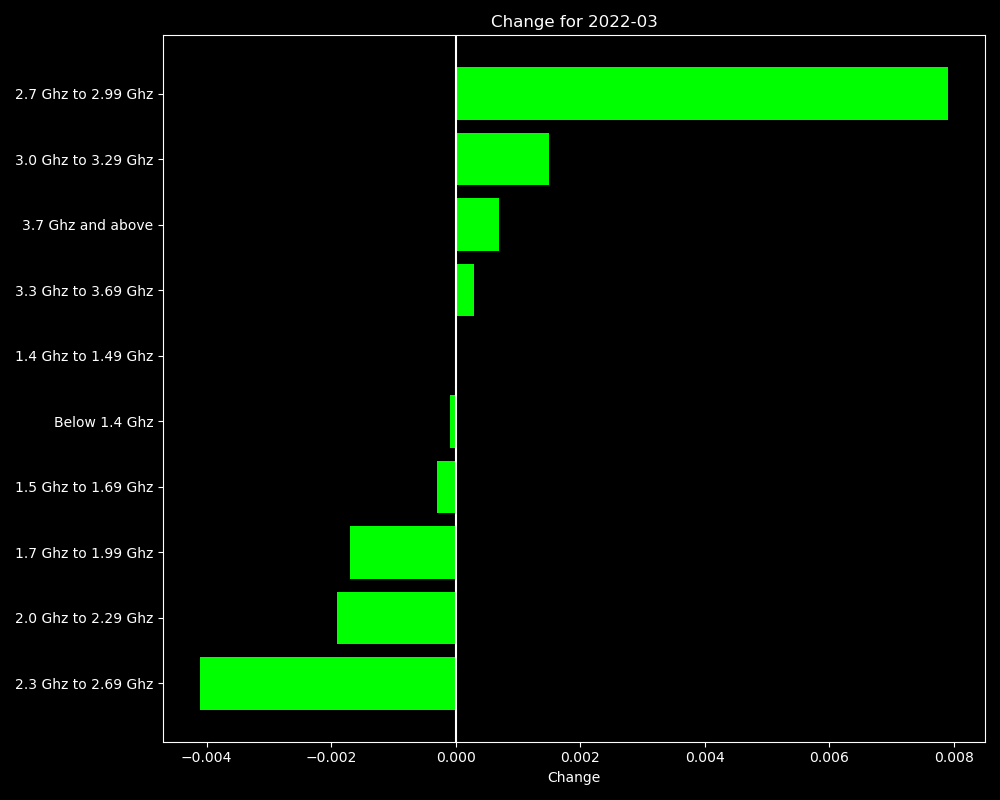 Change for 2022-03
2.7 Ghz to 2.99 Ghz
3.0 Ghz to 3.29 Ghz
3.7 Ghz and above
3.3 Ghz to 3.69 Ghz
1.4 Ghz to 1.49 Ghz
Below 1.4 Ghz
1.5 Ghz to 1.69 Ghz
1.7 Ghz to 1.99 Ghz
2.0 Ghz to 2.29 Ghz
2.3 Ghz to 2.69 Ghz
−0.004 −0.002 0.000 0.002 0.004 0.006 0.008
Change